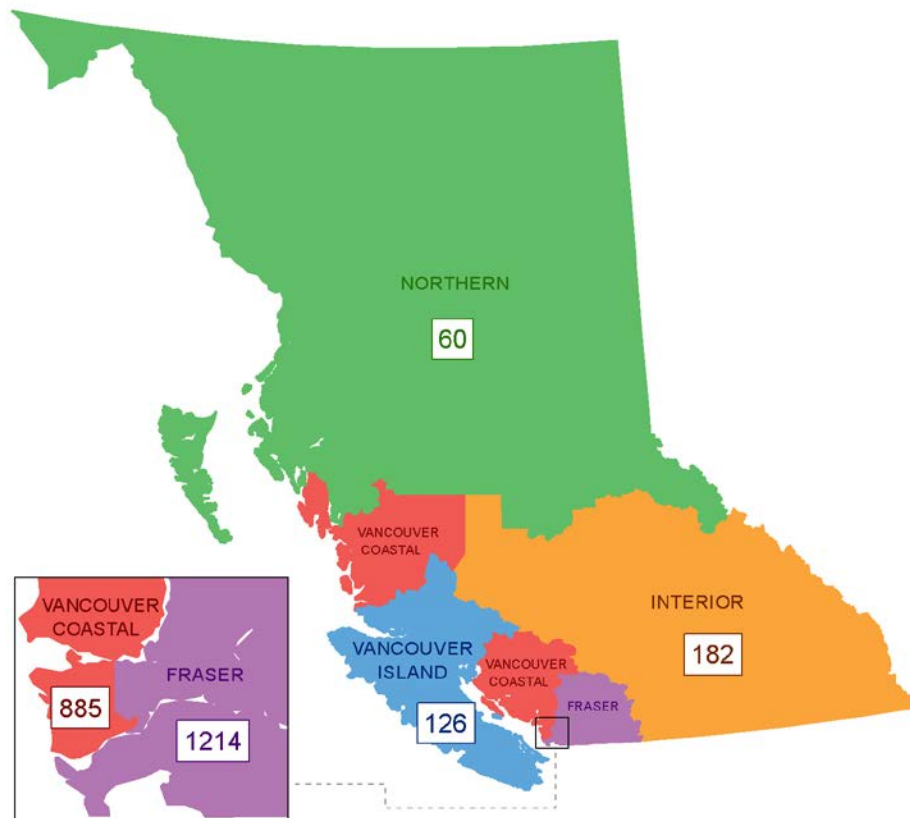 NORTHERN
60
VANCOUVER
COASTAL
INTERIOR
182
VANCOUVER
ISLAND
126
VANCOUVER
COASTAL
FRASER
VANCOUVER
COASTAL
885
FRASER
1214